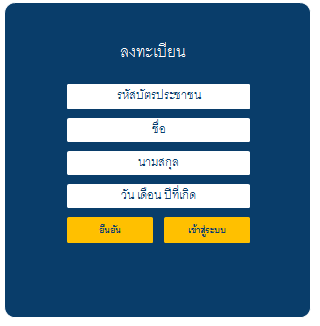 ลงทะเบียน
รหัสบัตรประชาชน
ชื่อ
นามสกุล
วัน เดือน ปีที่เกิด
ยืนยัน เข้าสู่ระบบ